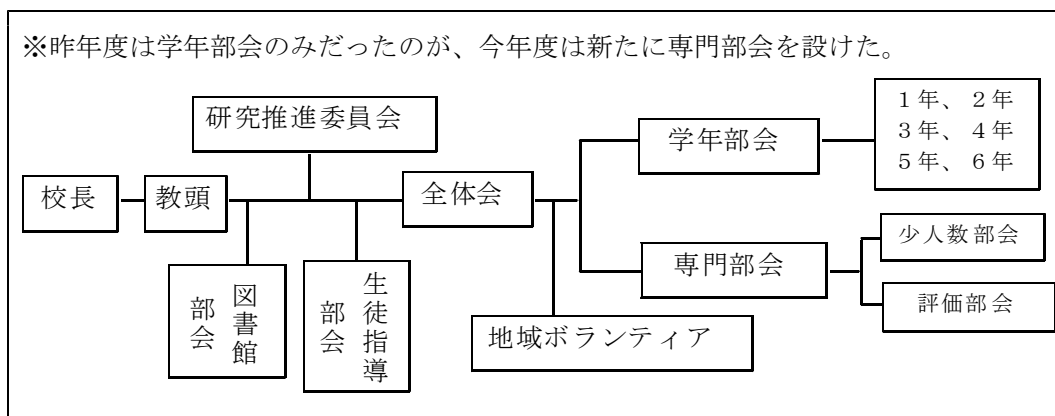 ※昨年度は学年部会のみだったのが、今年度は新たに専門部会を設けた。
研究推進委員会
校長
教頭
全体会
学年部会
1年、2年
3年、4年
5年、6年
専門部会
少人数部会
評価部会
図書館
部会
生徒指導
部会
地域ボランティア